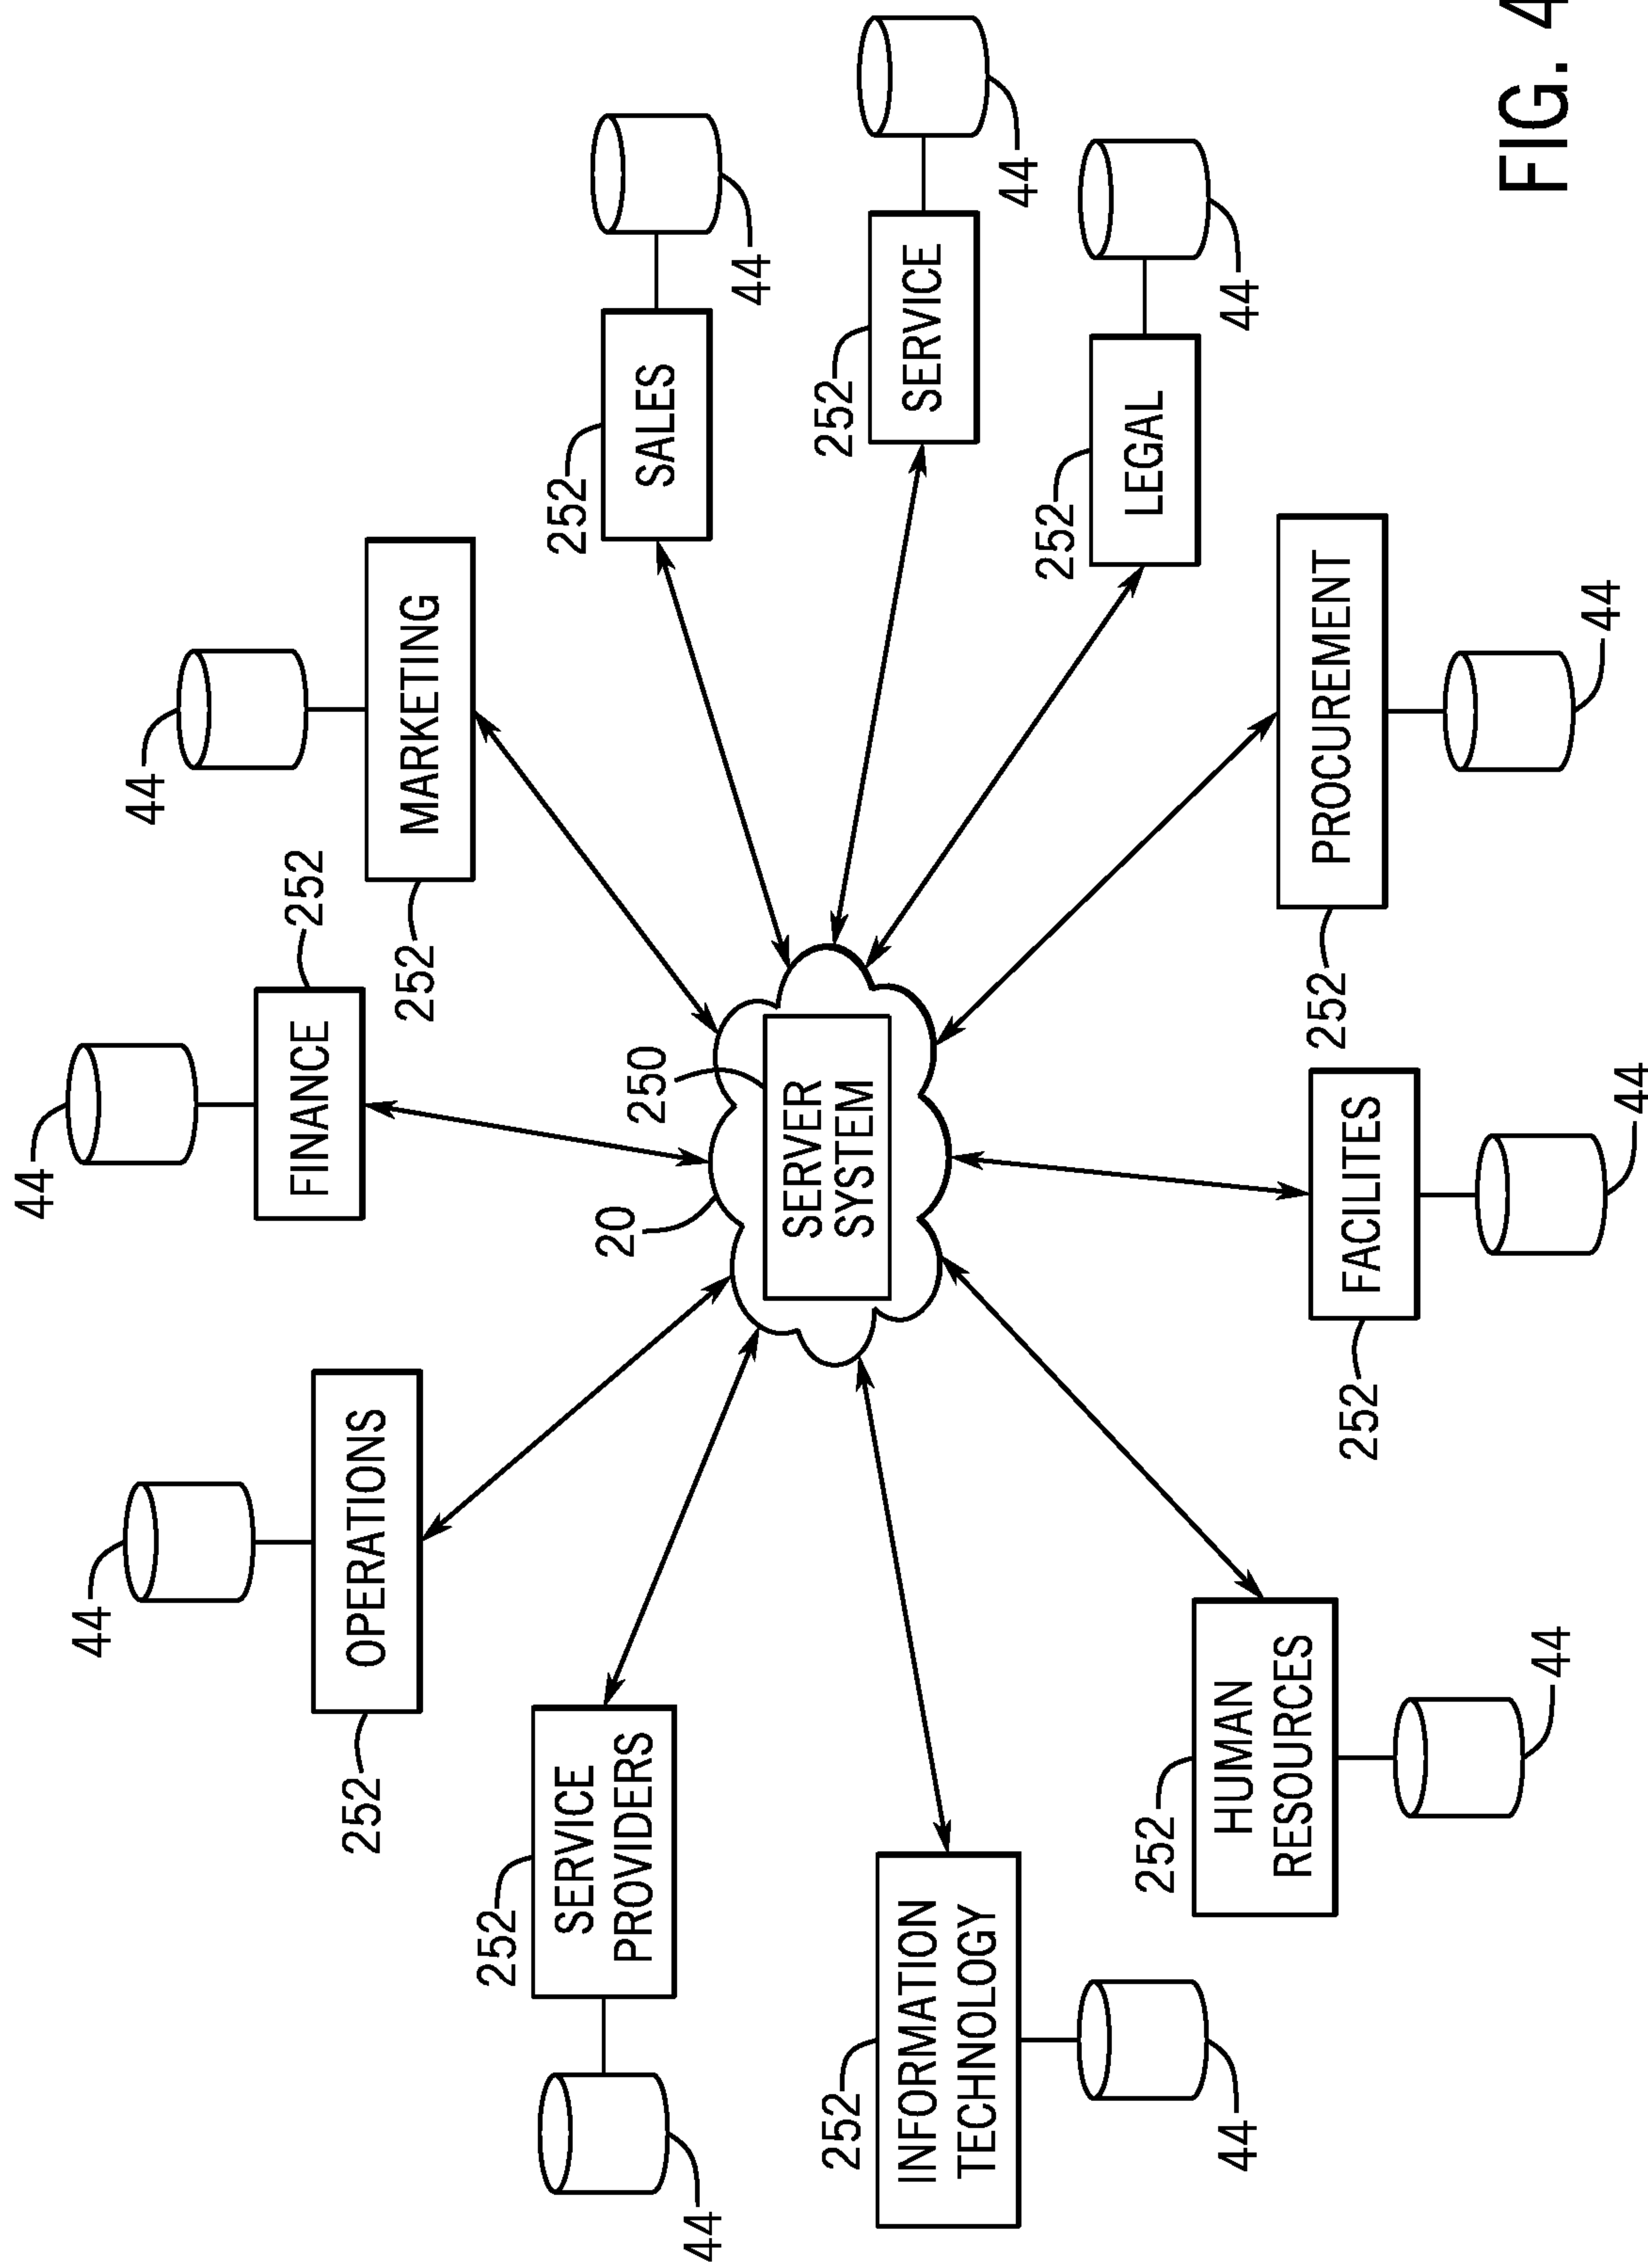 44
44
44
FINANCE
252
252
OPERATIONS
252
MARKETING
252
SERVICE
PROVIDERS
44
252
SALES
44
20
250
SERVER
SYSTEM
252
SERVICE
44
252
INFORMATION
TECHNOLOGY
44
252
LEGAL
44
252
HUMAN
RESOURCES
44
252
FACILITES
44
252
PROCUREMENT
44
FIG. 4